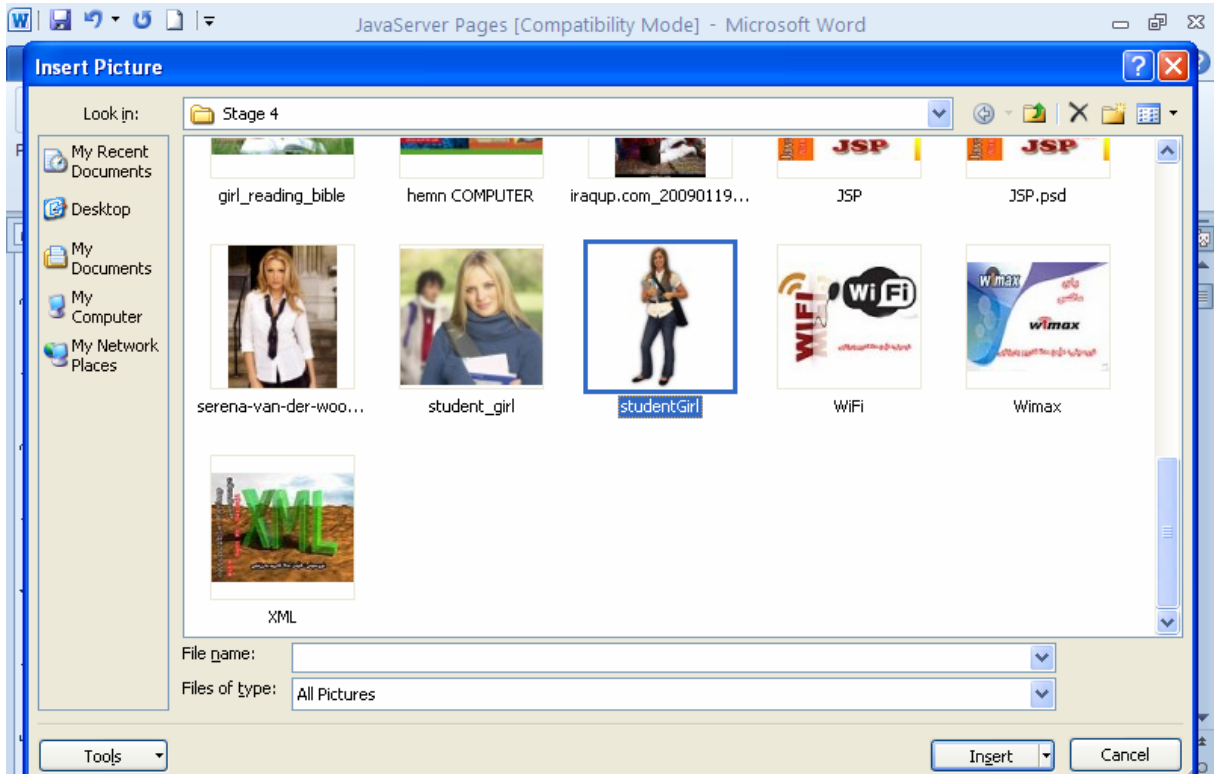 JavaServer Pages [Compatibility Mode] - Microsoft Word
Insert Picture
Look in:
Stage 4
My Recent
Documents
Desktop
My
Documents
My
Computer
My Network
Places
JSP
JSP
girl_reading_bible
hemn COMPUTER
iraqup.com_20090119...
JSP
JSP.psd
WIFI
Wi Fi
wimax
wimax
serena-van-der-woo...
student_girl
studentGirl
WiFi
Wimax
XML
XML
File name:
Files of type:
All Pictures
Tools
Insert
Cancel